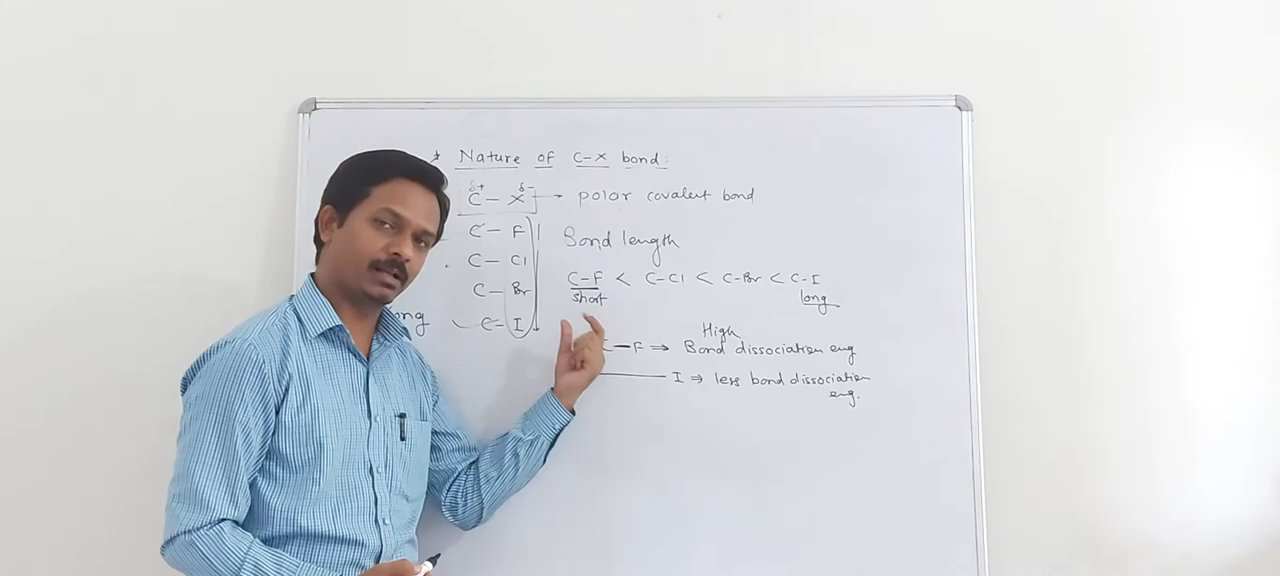 * Nature of C-X bond:
δ+ δ-
C - X → polar covalent bond
C - F
Bond length
C - Cl
C-F < C-Cl < C-Br < C-I
C - Br
short long
C - I
High
C - F ⇒ Bond dissociation eng
I ⇒ less bond dissociation
eng.